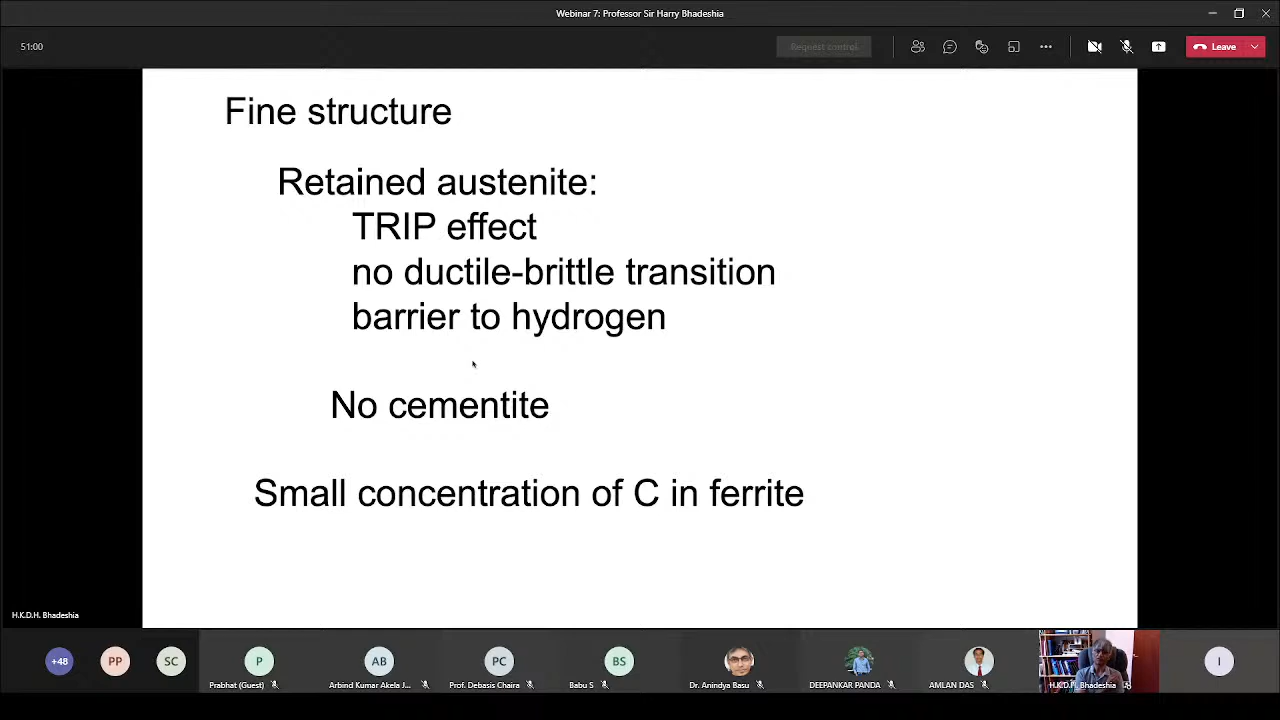 Webinar 7: Professor Sir Harry Bhadeshia
51:00
Request control
Leave
Fine structure
Retained austenite:
TRIP effect
no ductile-brittle transition
barrier to hydrogen
No cementite
Small concentration of C in ferrite
H.K.D.H. Bhadeshia
+48
PP
SC
P
AB
PC
BS
I
Prabhat (Guest)
Arbind Kumar Akela J...
Prof. Debasis Chaira
Babu S
Dr. Anindya Basu
DEEPANKAR PANDA
AMLAN DAS
H.K.D.H. Bhadeshia